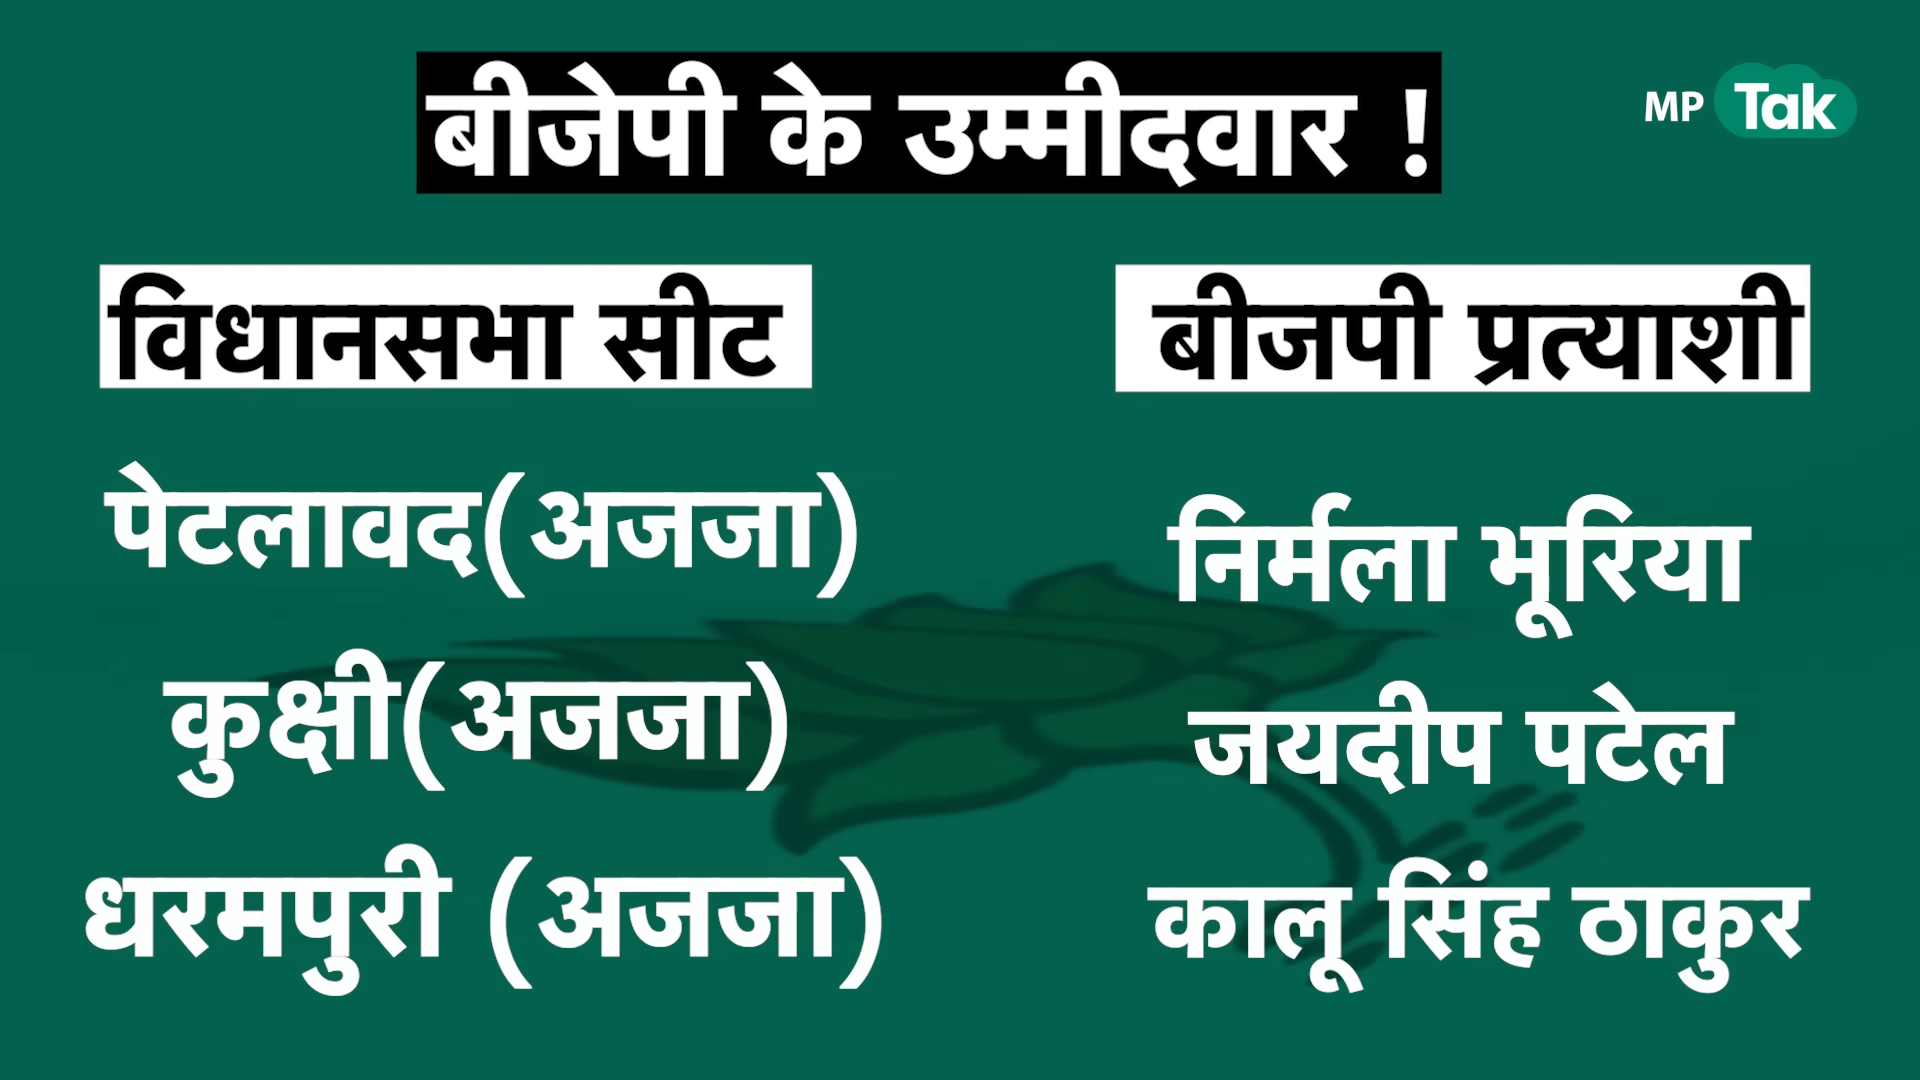 बीजेपी के उम्मीदवार !
MP Tak
विधानसभा सीट
बीजपी प्रत्याशी
पेटलावद(अजजा)
निर्मला भूरिया
कुक्षी(अजजा)
जयदीप पटेल
धरमपुरी (अजजा)
कालू सिंह ठाकुर